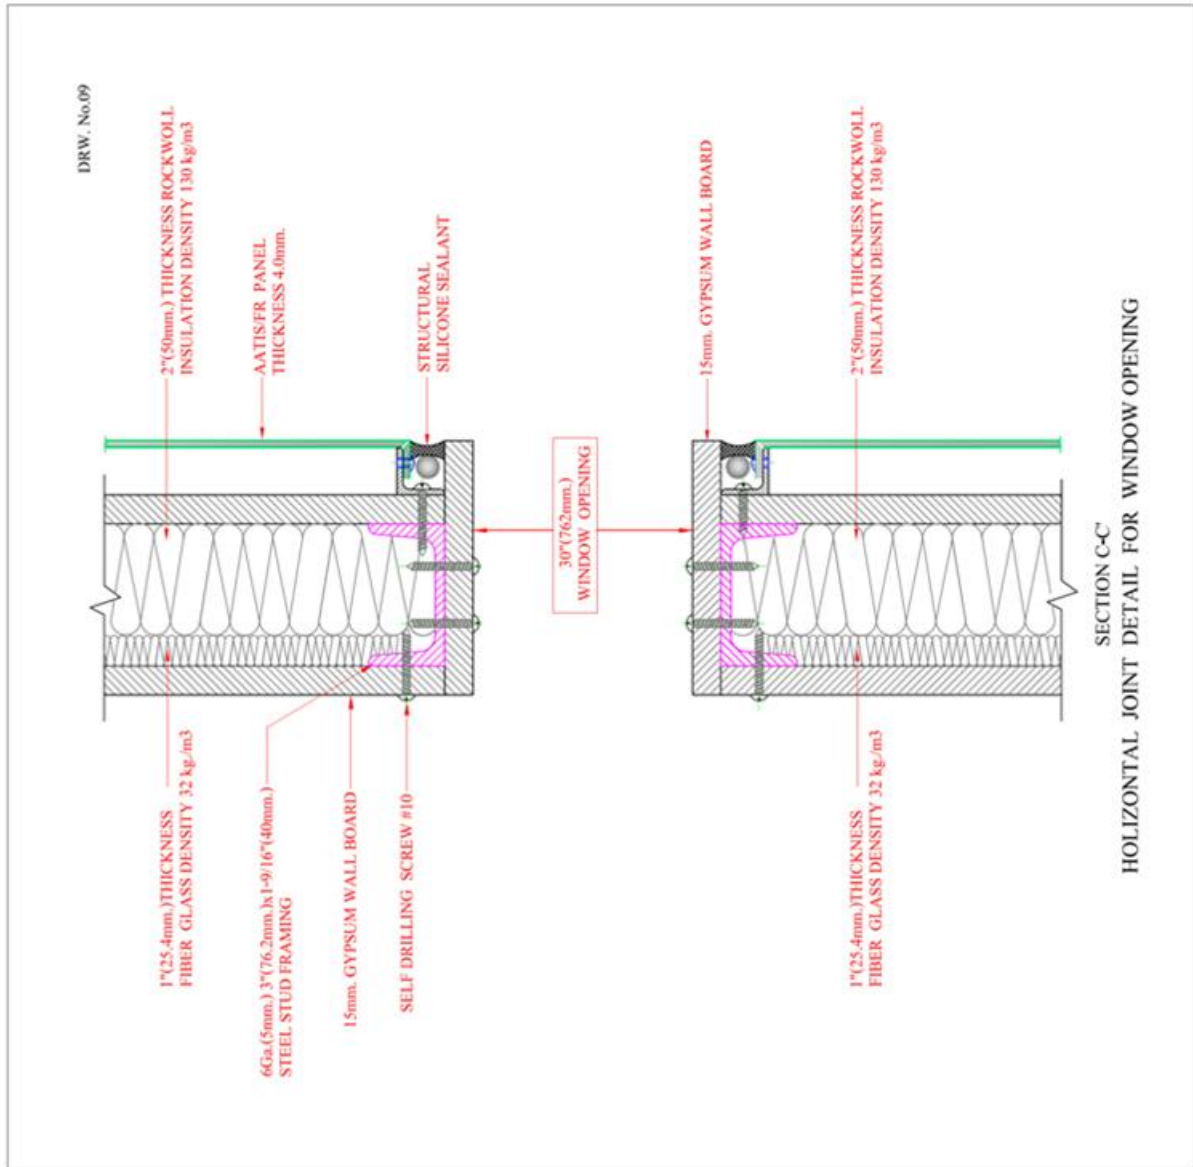 DRW. No.09
2"(50mm.) THICKNESS ROCKWOLL
INSULATION DENSITY 130 kg/m3
AATIS/FR PANEL
THICKNESS 4.0mm.
STRUCTURAL
SILICONE SEALANT
15mm. GYPSUM WALL BOARD
2"(50mm.) THICKNESS ROCKWOLL
INSULATION DENSITY 130 kg/m3
30"(762mm.)
WINDOW OPENING
1"(25.4mm.)THICKNESS
FIBER GLASS DENSITY 32 kg/m3
6Ga.(5mm.) 3"(76.2mm.)x1-9/16"(40mm.)
STEEL STUD FRAMING
15mm. GYPSUM WALL BOARD
SELF DRILLING SCREW #10
1"(25.4mm.)THICKNESS
FIBER GLASS DENSITY 32 kg/m3
SECTION C-C'
HOLIZONTAL JOINT DETAIL FOR WINDOW OPENING